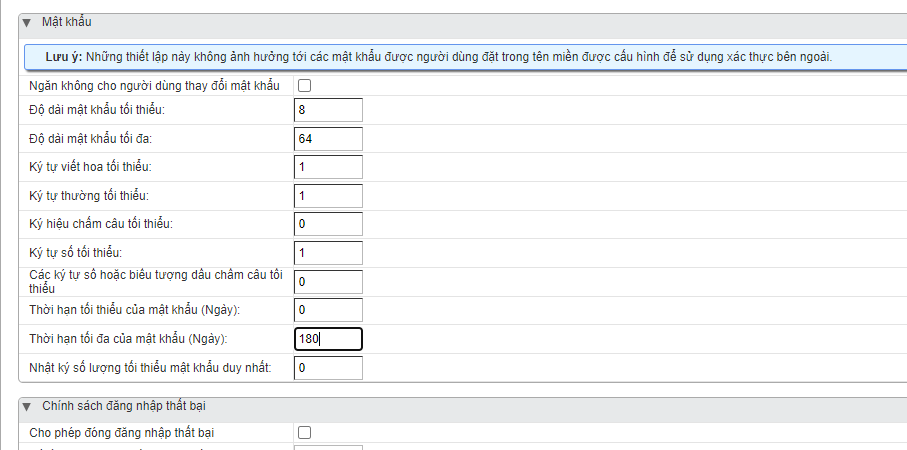 Mật khẩu
Lưu ý: Những thiết lập này không ảnh hưởng tới các mật khẩu được người dùng đặt trong tên miền được cấu hình để sử dụng xác thực bên ngoài.
Ngăn không cho người dùng thay đổi mật khẩu
Độ dài mật khẩu tối thiểu: 8
Độ dài mật khẩu tối đa: 64
Ký tự viết hoa tối thiểu: 1
Ký tự thường tối thiểu: 1
Ký hiệu chấm câu tối thiểu: 0
Ký tự số tối thiểu: 1
Các ký tự số hoặc biểu tượng dấu chấm câu tối
thiểu 0
Thời hạn tối thiểu của mật khẩu (Ngày): 0
Thời hạn tối đa của mật khẩu (Ngày): 180
Nhật ký số lượng tối thiểu mật khẩu duy nhất: 0
Chính sách đăng nhập thất bại
Cho phép đóng đăng nhập thất bại